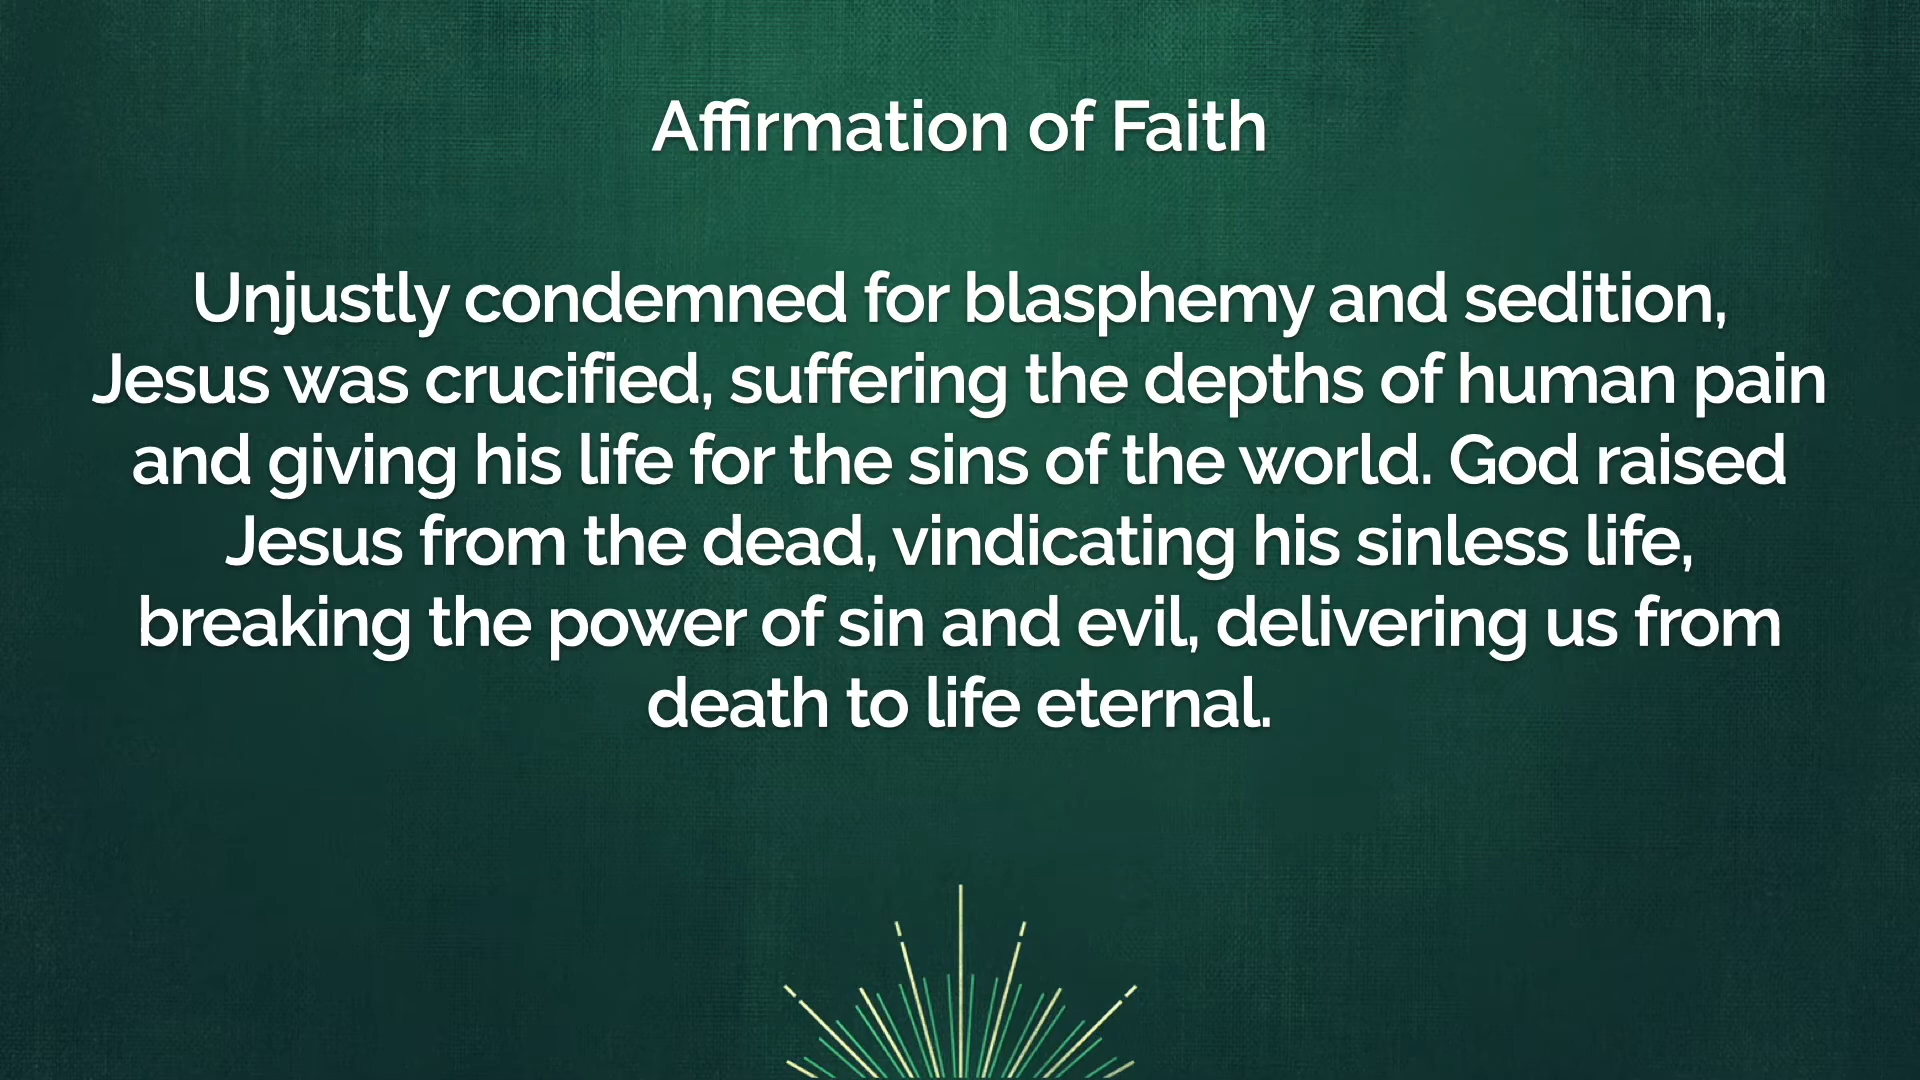 Affirmation of Faith
Unjustly condemned for blasphemy and sedition,
Jesus was crucified, suffering the depths of human pain
and giving his life for the sins of the world. God raised
Jesus from the dead, vindicating his sinless life,
breaking the power of sin and evil, delivering us from
death to life eternal.